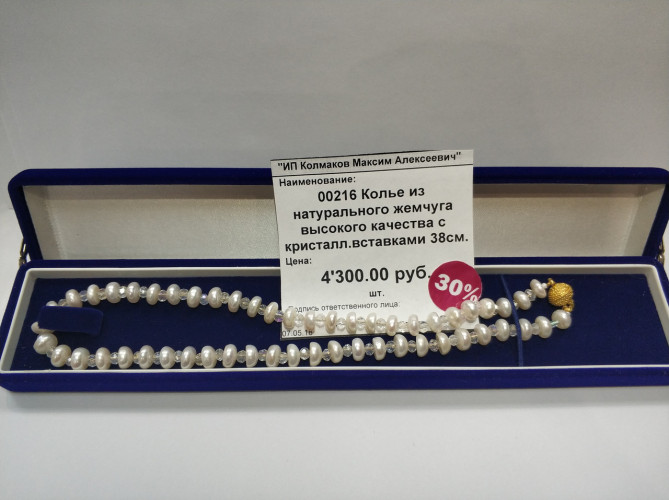 "ИП Колмаков Максим Алексеевич"
Наименование:
00216 Колье из
натурального жемчуга
высокого качества с
кристалл.вставками 38см.
Цена:
4'300.00 руб.
30%
шт.
Подпись ответственного лица:
07.05.18